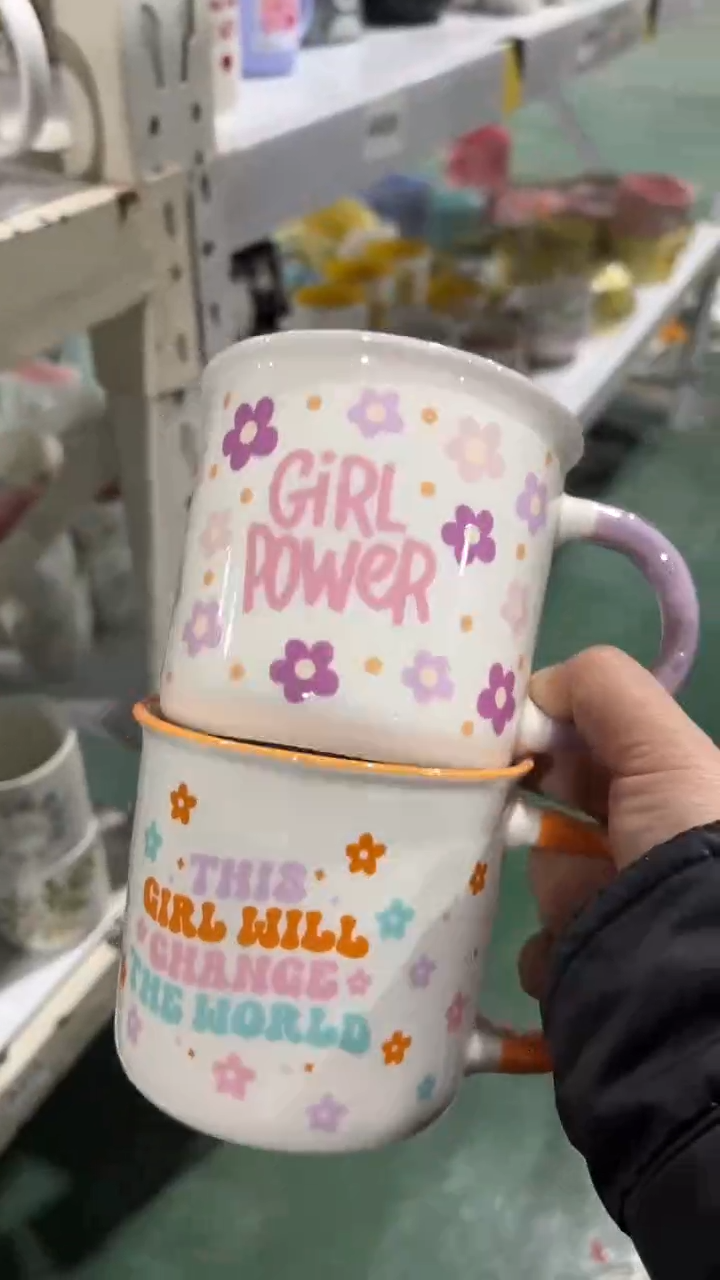 GiRL
POWeR
THIS
GIRL WILL
CHANGE
THE WORLD